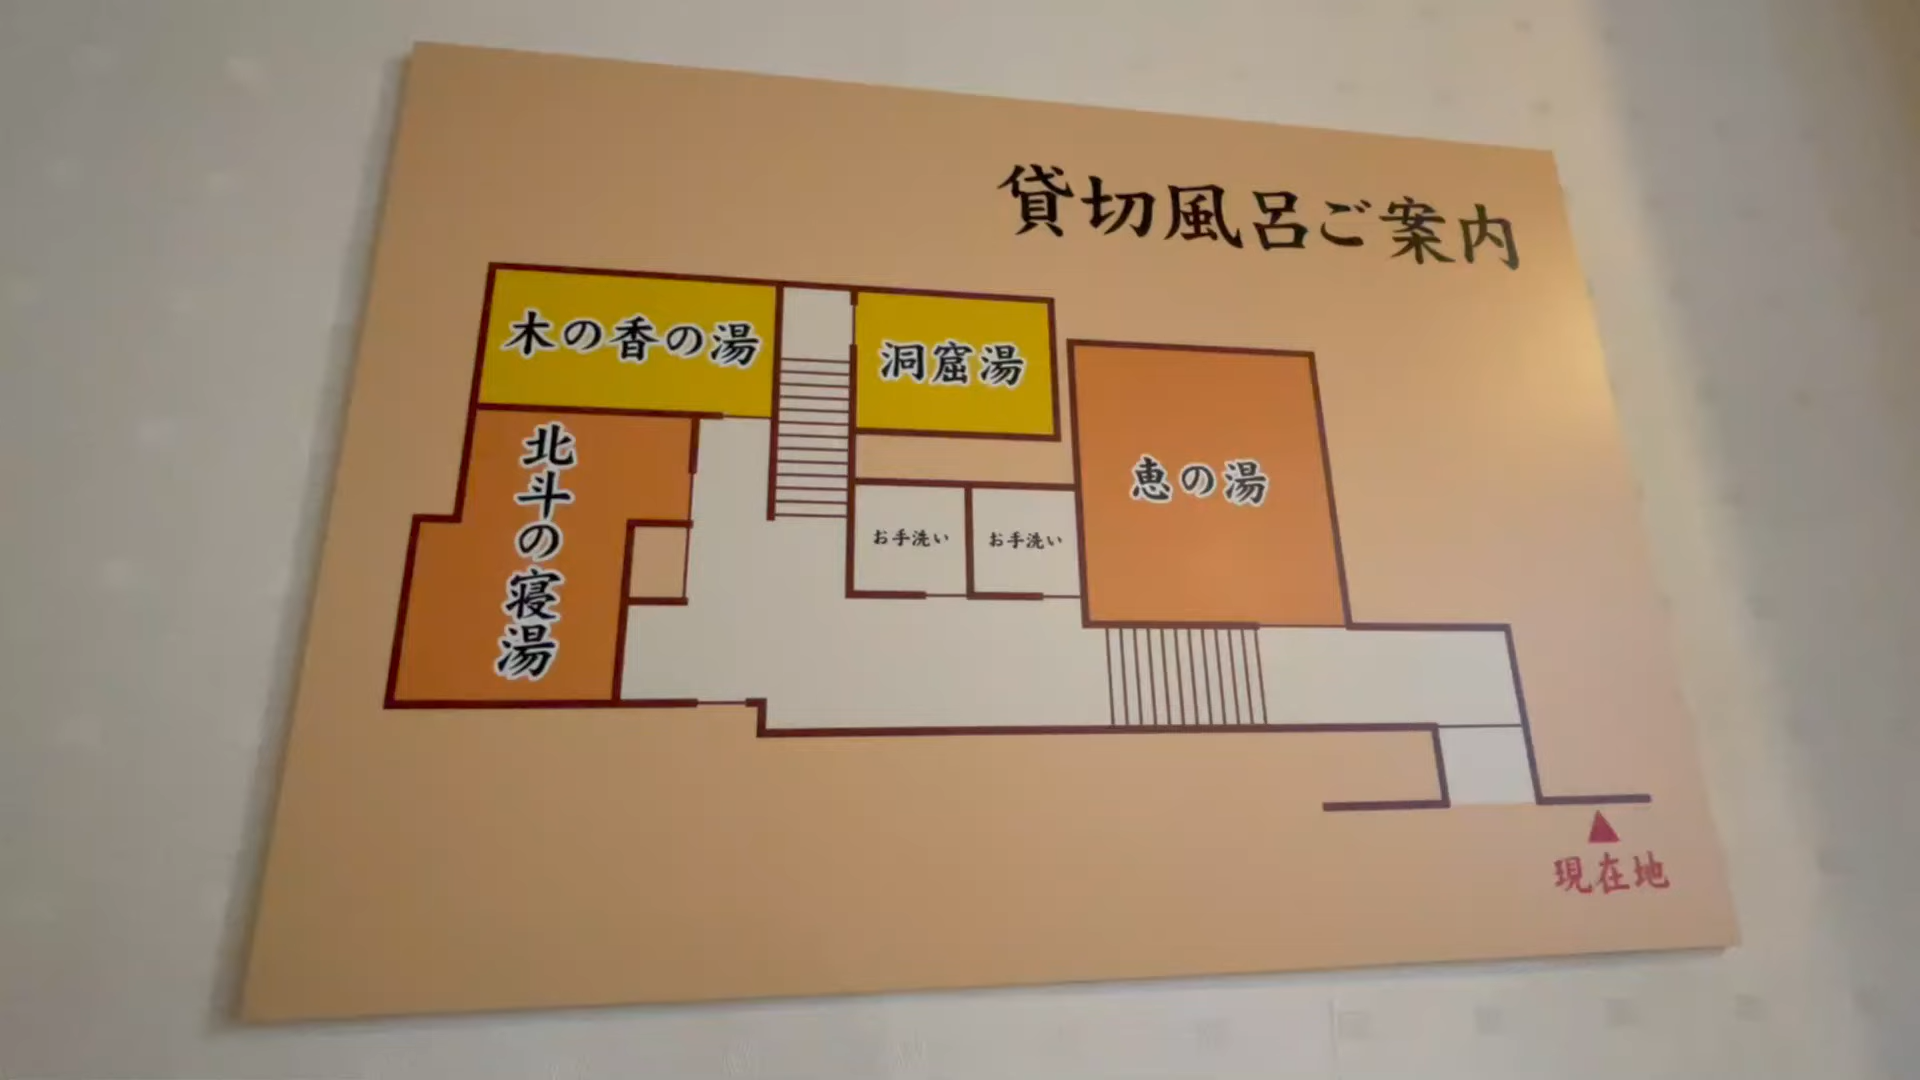 貸切風呂ご案内
木の香の湯
洞窟湯
恵の湯
北斗の寝湯
お手洗い
お手洗い
現在地